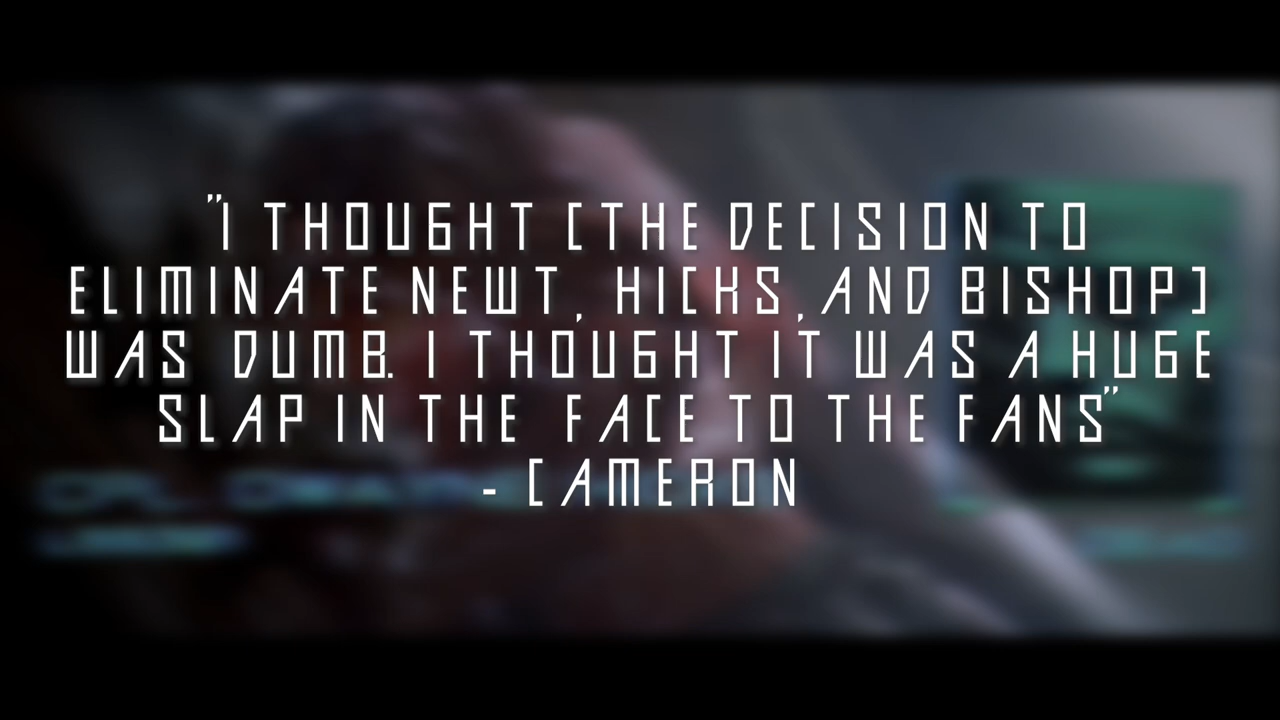 "I THOUGHT [THE DECISION TO
ELIMINATE NEWT, HICKS, AND BISHOP]
WAS DUMB. I THOUGHT IT WAS A HUGE
SLAP IN THE FACE TO THE FANS"
- CAMERON